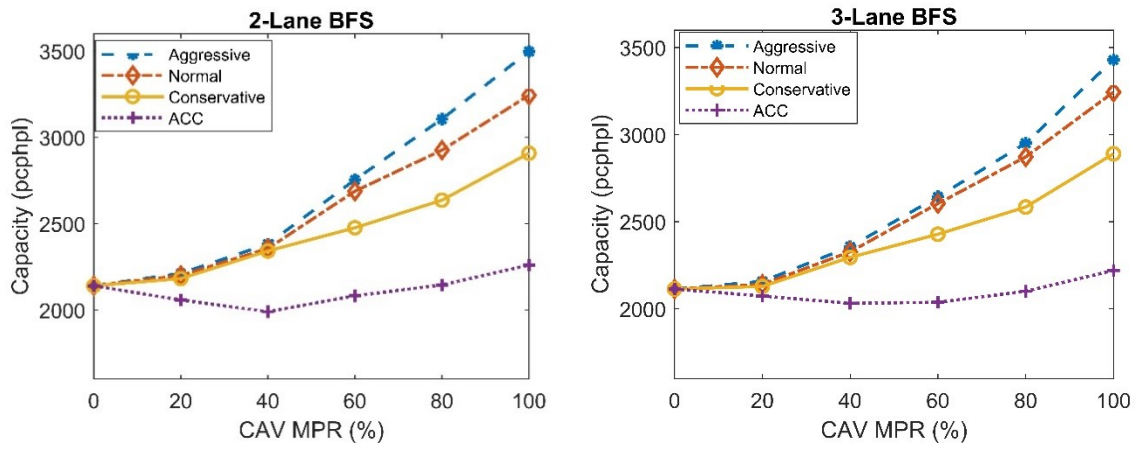 2-Lane BFS
3500
3000
2500
2000
Capacity (pcphpl)
Aggressive
Normal
Conservative
ACC
0 20 40 60 80 100
CAV MPR (%)
3-Lane BFS
3500
3000
2500
2000
Capacity (pcphpl)
Aggressive
Normal
Conservative
ACC
0 20 40 60 80 100
CAV MPR (%)